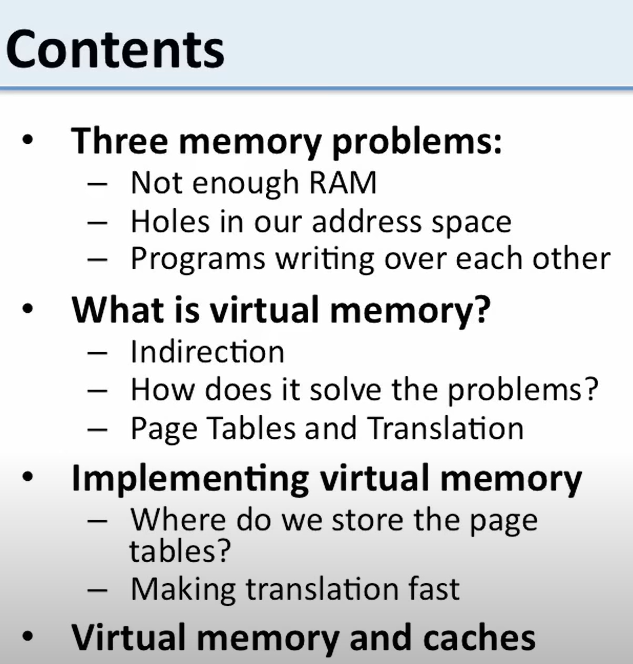 Contents
• Three memory problems:
– Not enough RAM
– Holes in our address space
– Programs writing over each other
• What is virtual memory?
– Indirection
– How does it solve the problems?
– Page Tables and Translation
• Implementing virtual memory
– Where do we store the page
tables?
– Making translation fast
• Virtual memory and caches